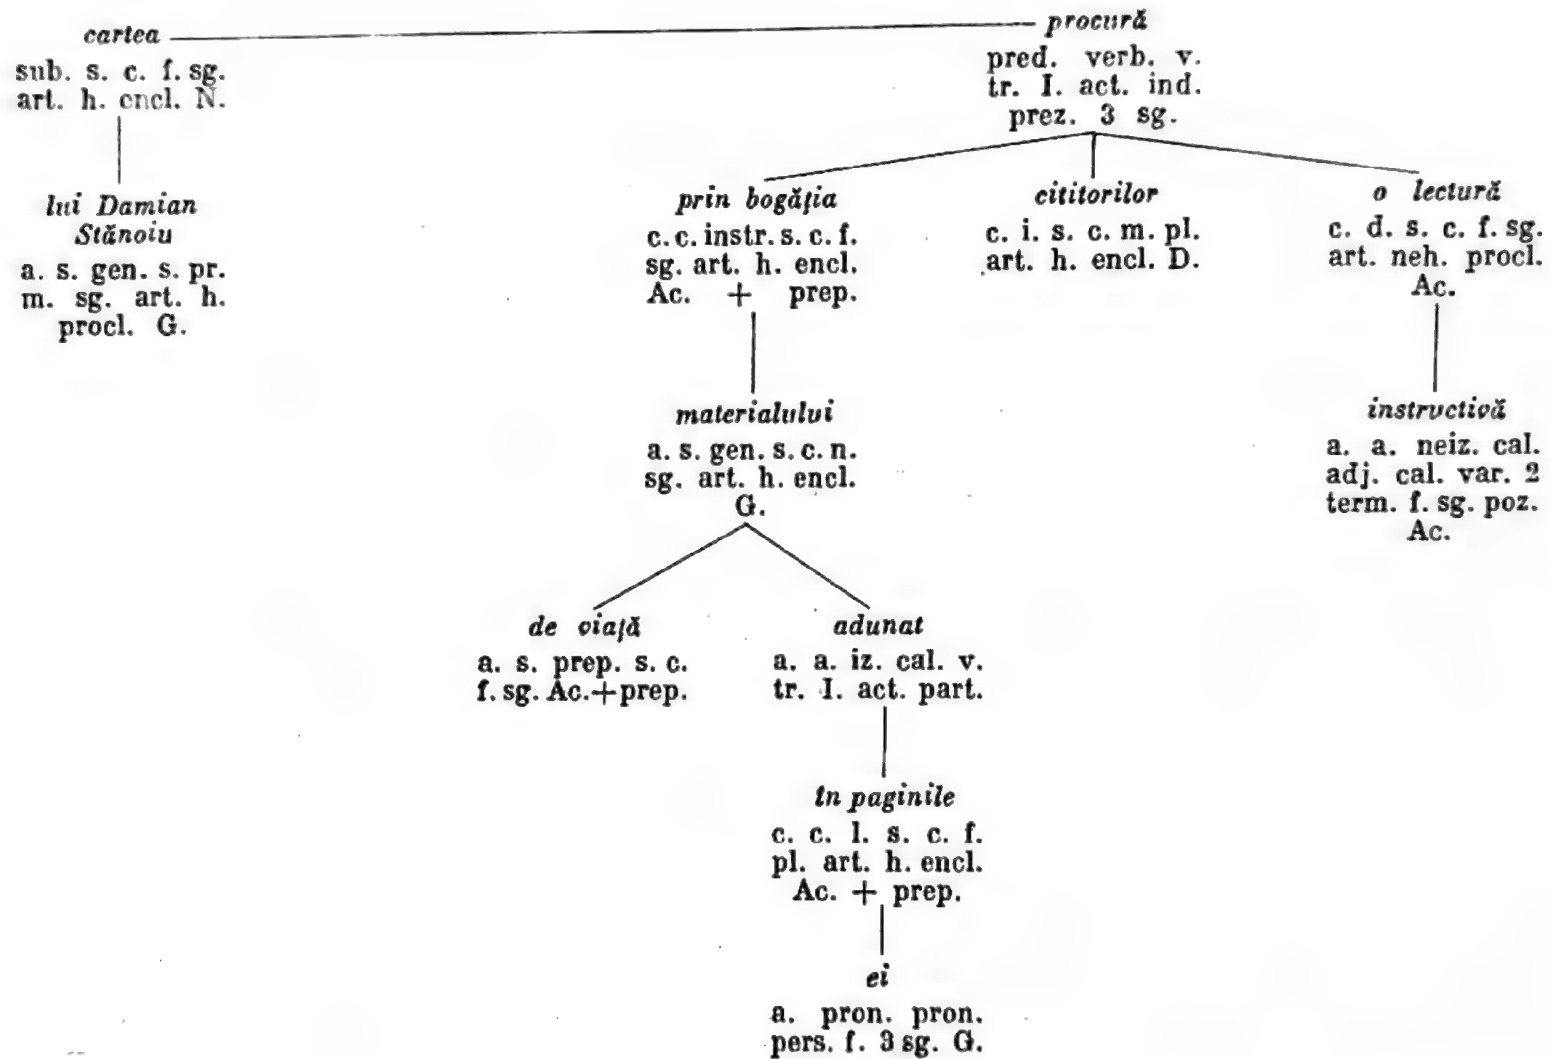 cartea
sub. s. c. f. sg.
art. h. encl. N.
procură
pred. verb. v.
tr. I. act. ind.
prez. 3 sg.
lui Damian
Stănoiu
a. s. gen. s. pr.
m. sg. art. h.
procl. G.
prin bogăția
c. c. instr. s. c. f.
sg. art. h. encl.
Ac. + prep.
cititorilor
c. i. s. c. m. pl.
art. h. encl. D.
o lectură
c. d. s. c. f. sg.
art. neh. procl.
Ac.
materialului
a. s. gen. s. c. n.
sg. art. h. encl.
G.
instructivă
a. a. neiz. cal.
adj. cal. var. 2
term. f. sg. poz.
Ac.
de viață
a. s. prep. s. c.
f. sg. Ac.+prep.
adunat
a. a. iz. cal. v.
tr. I. act. part.
în paginile
c. c. l. s. c. f.
pl. art. h. encl.
Ac. + prep.
ei
a. pron. pron.
pers. f. 3 sg. G.